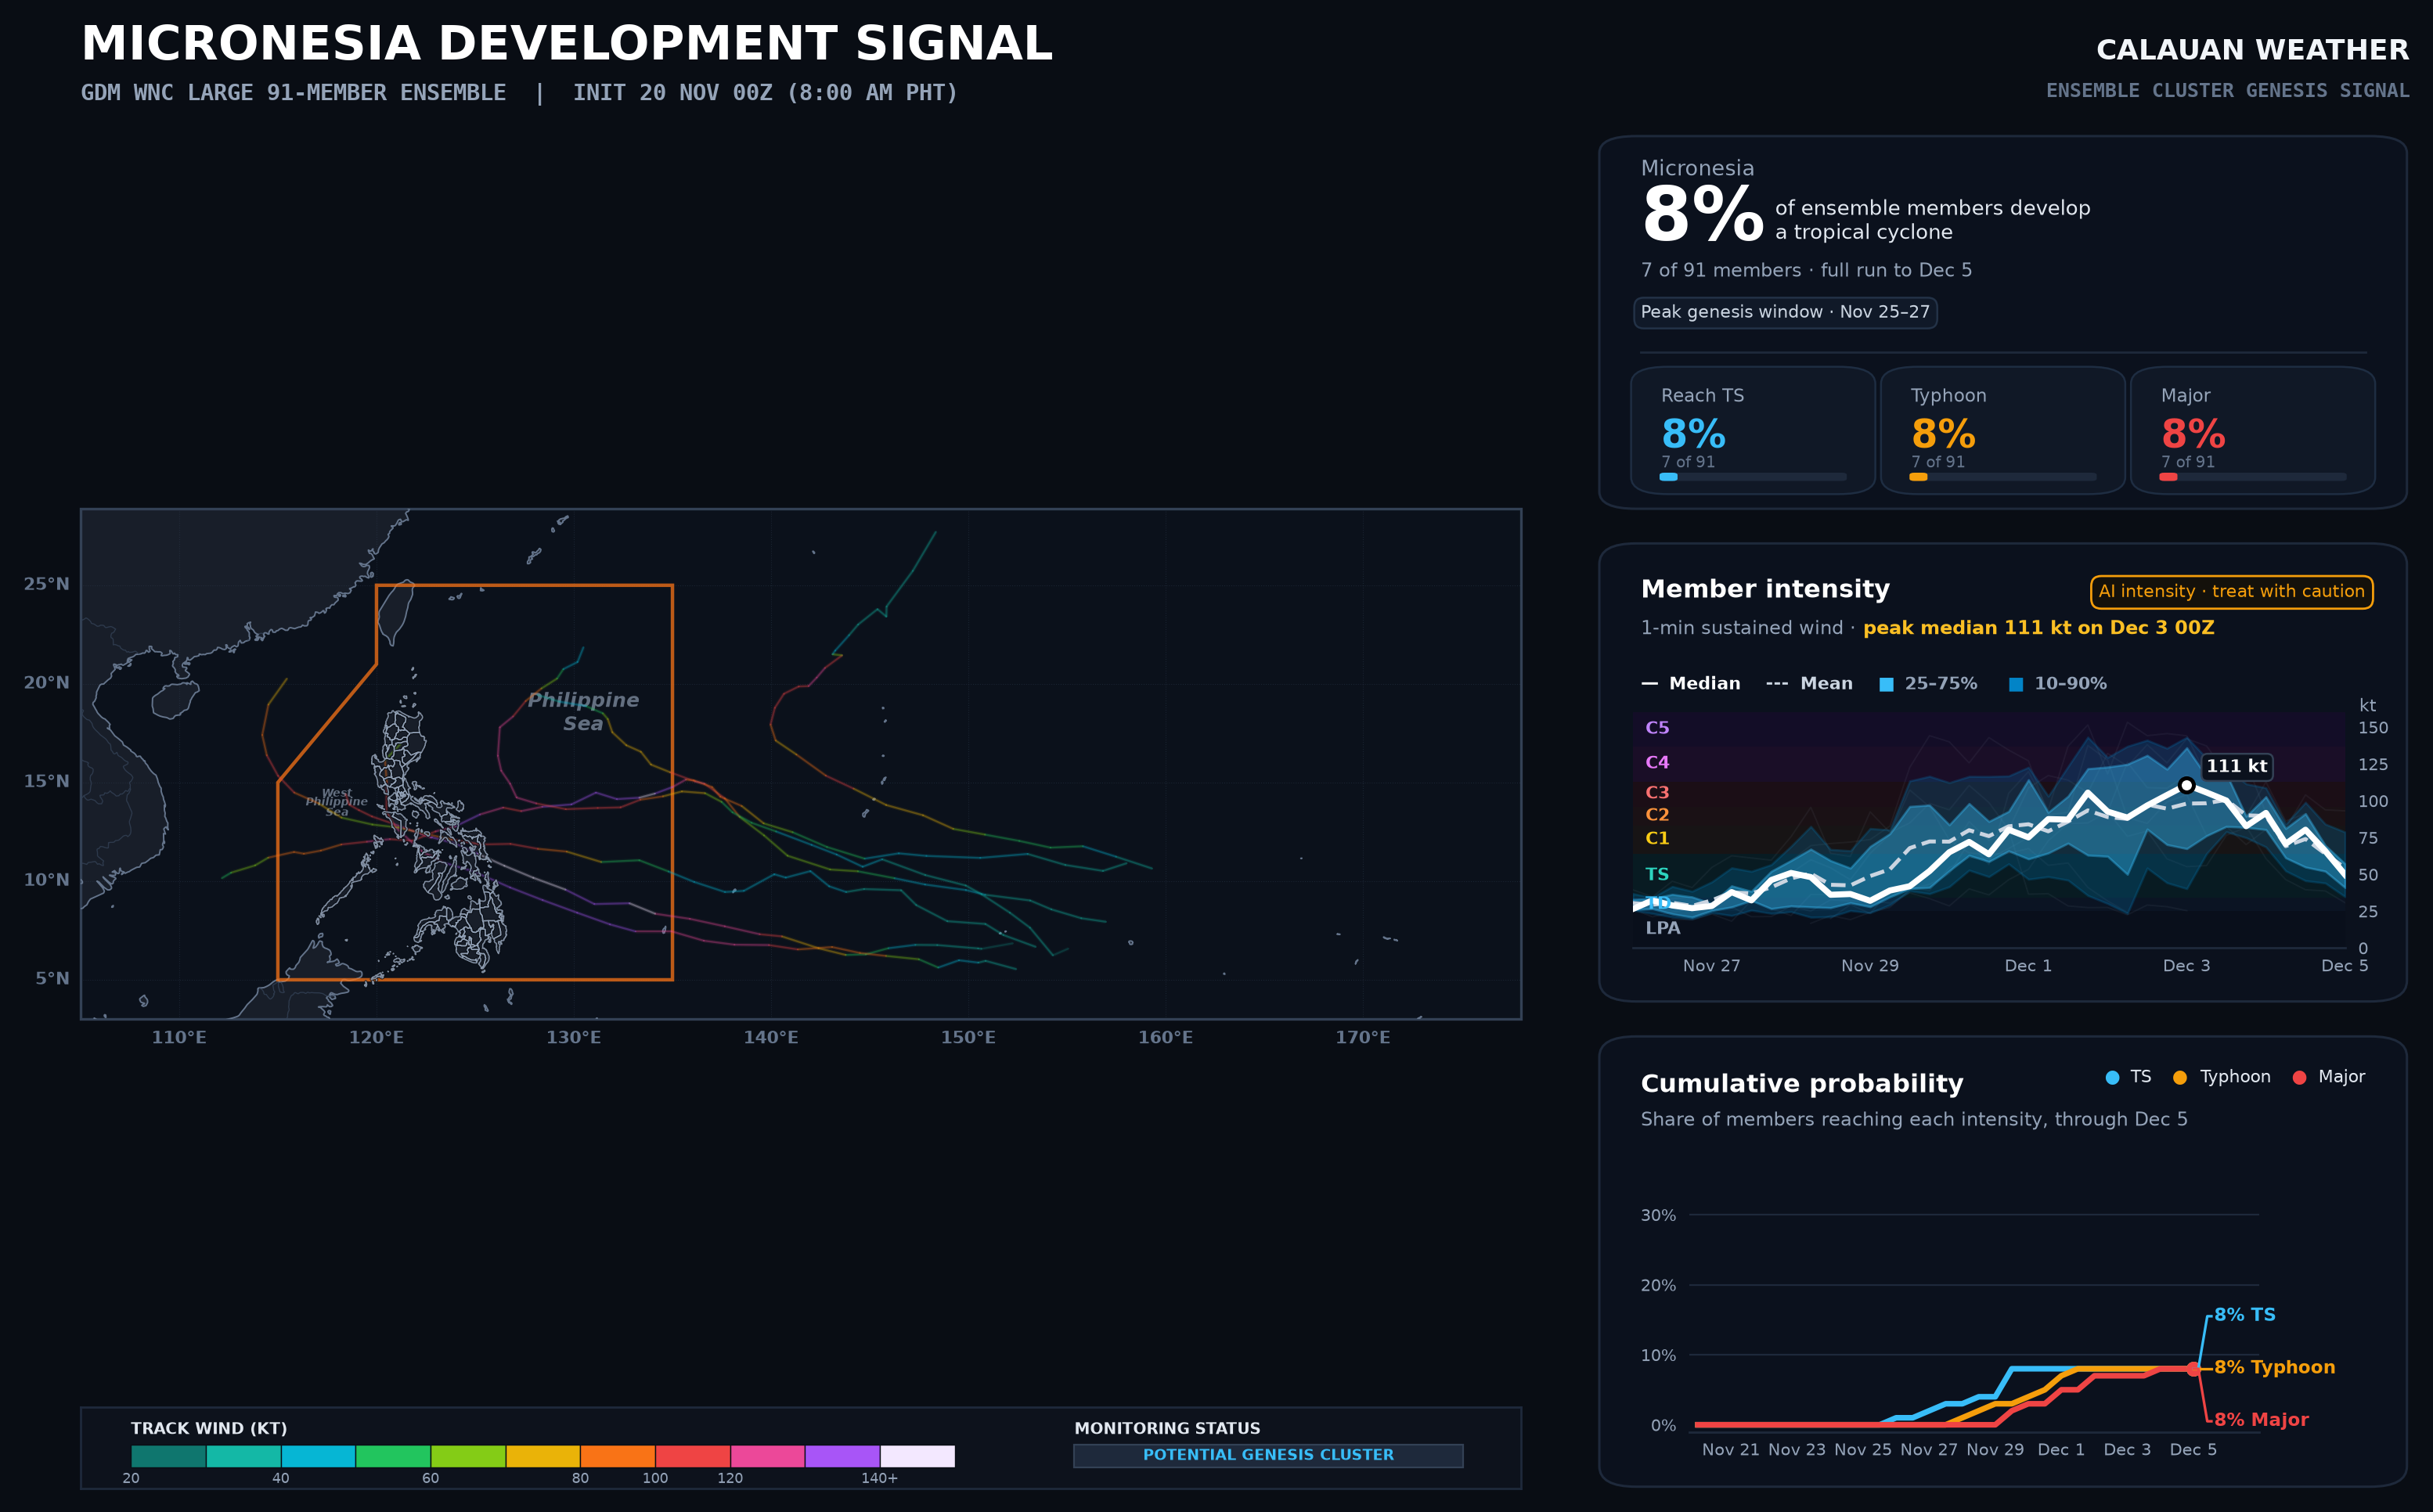 MICRONESIA DEVELOPMENT SIGNAL
GDM WNC LARGE 91-MEMBER ENSEMBLE | INIT 20 NOV 00Z (8:00 AM PHT)
CALAUAN WEATHER
ENSEMBLE CLUSTER GENESIS SIGNAL
25°N
20°N
15°N
10°N
5°N
110°E
120°E
130°E
140°E
150°E
160°E
170°E
Philippine
Sea
West
Philippine
Sea
TRACK WIND (KT)
20
40
60
80
100
120
140+
MONITORING STATUS
POTENTIAL GENESIS CLUSTER
Micronesia
8% of ensemble members develop
a tropical cyclone
7 of 91 members · full run to Dec 5
Peak genesis window · Nov 25–27
Reach TS
8%
7 of 91
Typhoon
8%
7 of 91
Major
8%
7 of 91
Member intensity
AI intensity · treat with caution
1-min sustained wind · peak median 111 kt on Dec 3 00Z
Median
Mean
25–75%
10–90%
kt
C5
C4
C3
C2
C1
TS
TD
LPA
111 kt
150
125
100
75
50
25
0
Nov 27
Nov 29
Dec 1
Dec 3
Dec 5
Cumulative probability
TS
Typhoon
Major
Share of members reaching each intensity, through Dec 5
30%
20%
10%
0%
8% TS
8% Typhoon
8% Major
Nov 21
Nov 23
Nov 25
Nov 27
Nov 29
Dec 1
Dec 3
Dec 5